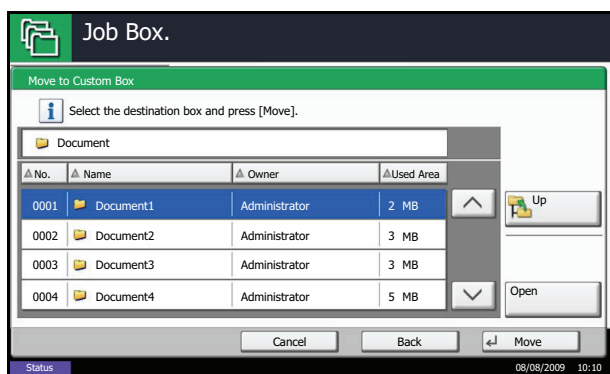 Job Box.
Move to Custom Box
Select the destination box and press [Move].
Document
No. Name Owner Used Area
0001 Document1 Administrator 2 MB
Up
0002 Document2 Administrator 3 MB
0003 Document3 Administrator 3 MB
0004 Document4 Administrator 5 MB
Open
Cancel Back Move
Status 08/08/2009 10:10